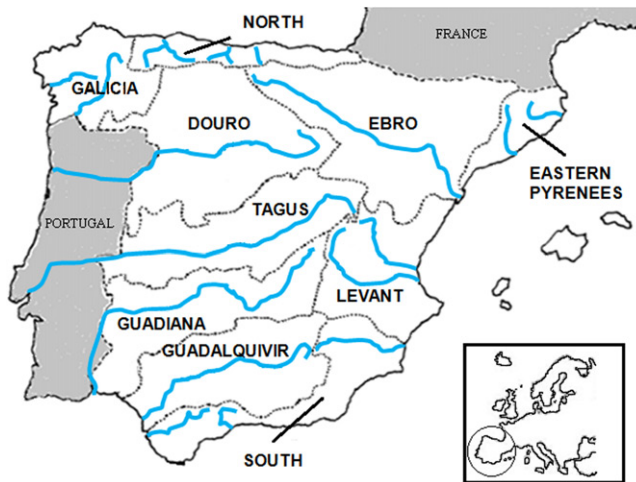 NORTH
FRANCE
GALICIA
DOURO
EBRO
EASTERN
PYRENEES
TAGUS
PORTUGAL
LEVANT
GUADIANA
GUADALQUIVIR
SOUTH